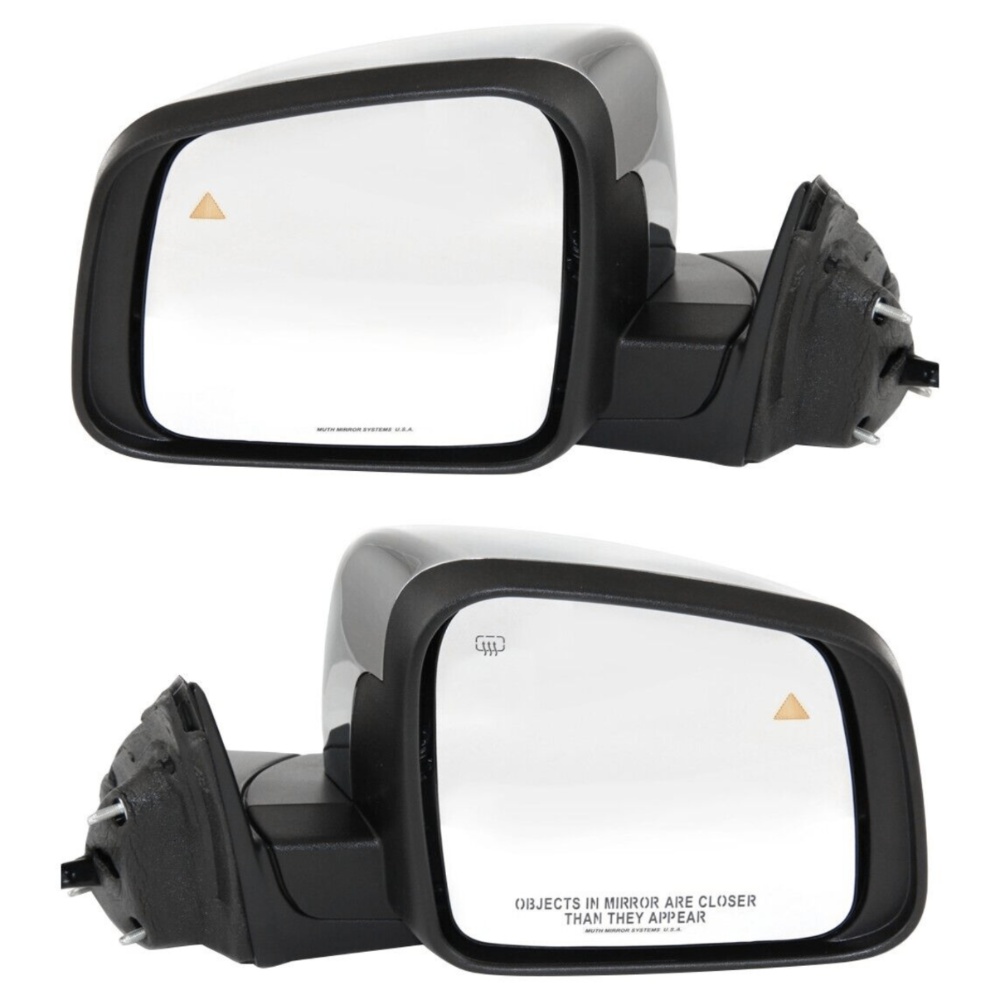 MUTH MIRROR SYSTEMS U.S.A.
OBJECTS IN MIRROR ARE CLOSER
THAN THEY APPEAR
MUTH MIRROR SYSTEMS U.S.A.